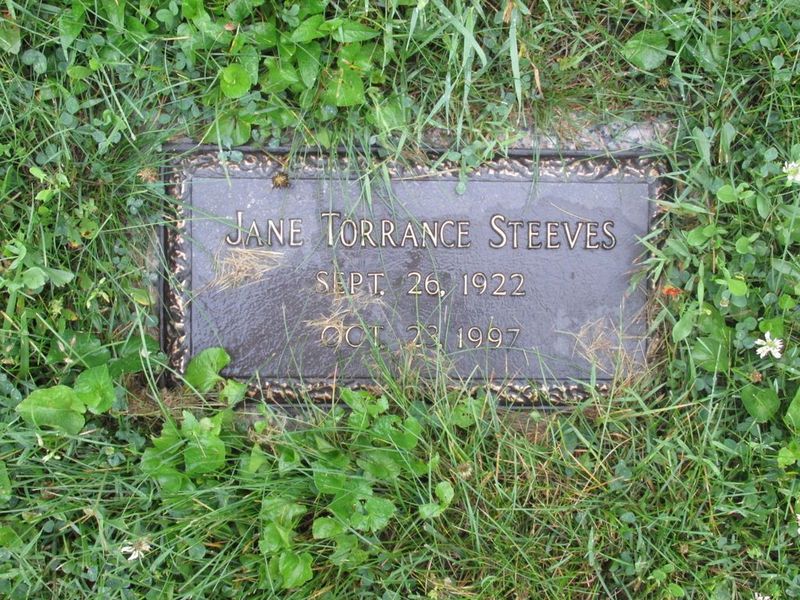 JANE TORRANCE STEEVES
SEPT. 26, 1922
OCT. 23, 1997